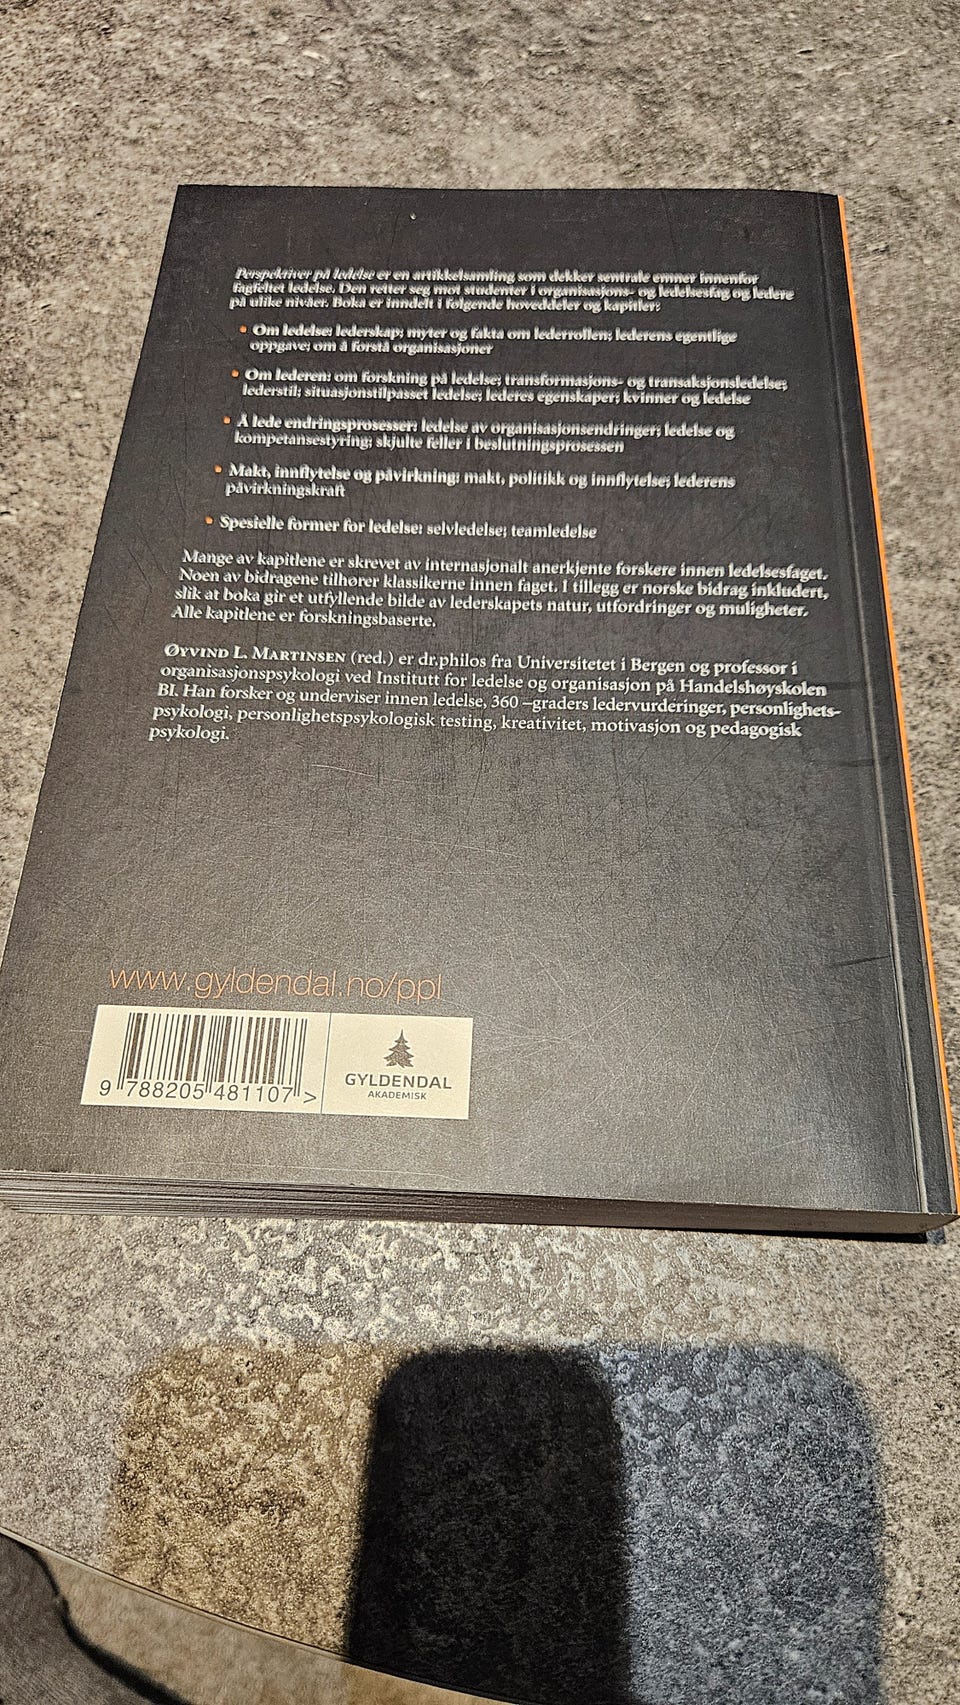 Perspektiver på ledelse er en artikkelsamling som dekker sentrale emner innenfor
fagfeltet ledelse. Den retter seg mot studenter i organisasjons- og ledelsesfag og ledere
på ulike nivåer. Boka er inndelt i følgende hoveddeler og kapitler:
• Om ledelse: lederskap; myter og fakta om lederrollen; lederens egentlige
oppgave; om å forstå organisasjoner
• Om lederen: om forskning på ledelse; transformasjons- og transaksjonsledelse;
lederstil; situasjonstilpasset ledelse; lederes egenskaper; kvinner og ledelse
• Å lede endringsprosesser: ledelse av organisasjonsendringer; ledelse og
kompetansestyring; skjulte feller i beslutningsprosessen
• Makt, innflytelse og påvirkning: makt, politikk og innflytelse; lederens
påvirkningskraft
• Spesielle former for ledelse: selvledelse; teamledelse
Mange av kapitlene er skrevet av internasjonalt anerkjente forskere innen ledelsesfaget.
Noen av bidragene tilhører klassikerne innen faget. I tillegg er norske bidrag inkludert,
slik at boka gir et utfyllende bilde av lederskapets natur, utfordringer og muligheter.
Alle kapitlene er forskningsbaserte.
ØYVIND L. MARTINSEN (red.) er dr.philos fra Universitetet i Bergen og professor i
organisasjonspsykologi ved Institutt for ledelse og organisasjon på Handelshøyskolen
BI. Han forsker og underviser innen ledelse, 360 –graders ledervurderinger, personlighets-
psykologi, personlighetspsykologisk testing, kreativitet, motivasjon og pedagogisk
psykologi.
www.gyldendal.no/ppl
9 788205 481107 >
GYLDENDAL
AKADEMISK